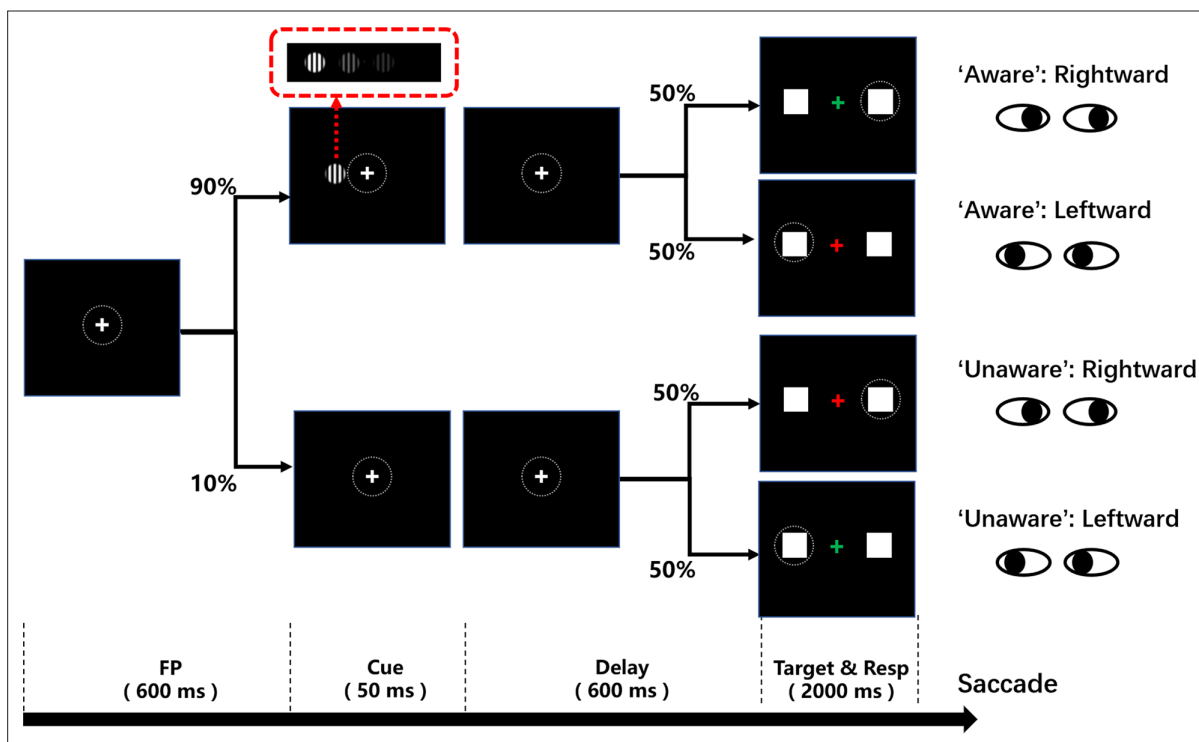 50%
'Aware': Rightward
90%
'Aware': Leftward
50%
'Unaware': Rightward
50%
10%
'Unaware': Leftward
50%
FP
( 600 ms )
Cue
( 50 ms )
Delay
( 600 ms )
Target & Resp
( 2000 ms )
Saccade